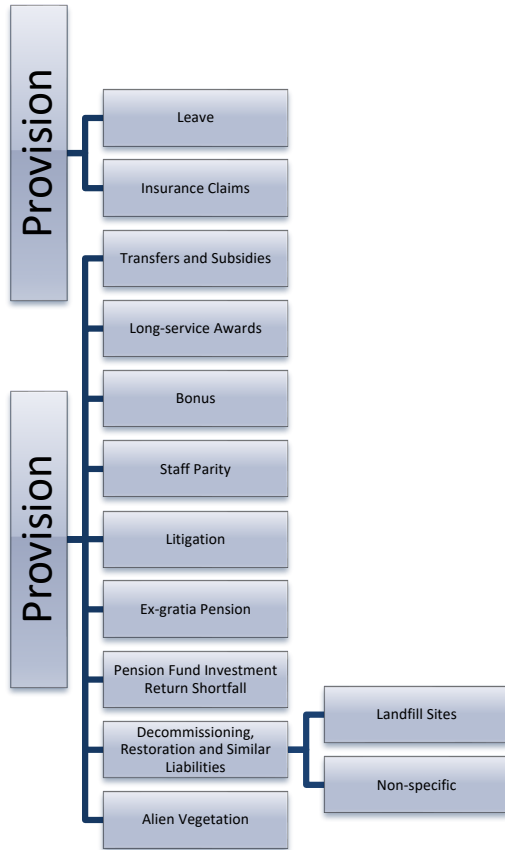 Provision
Leave
Insurance Claims
Provision
Transfers and Subsidies
Long-service Awards
Bonus
Staff Parity
Litigation
Ex-gratia Pension
Pension Fund Investment
Return Shortfall
Decommissioning,
Restoration and Similar
Liabilities
Landfill Sites
Non-specific
Alien Vegetation